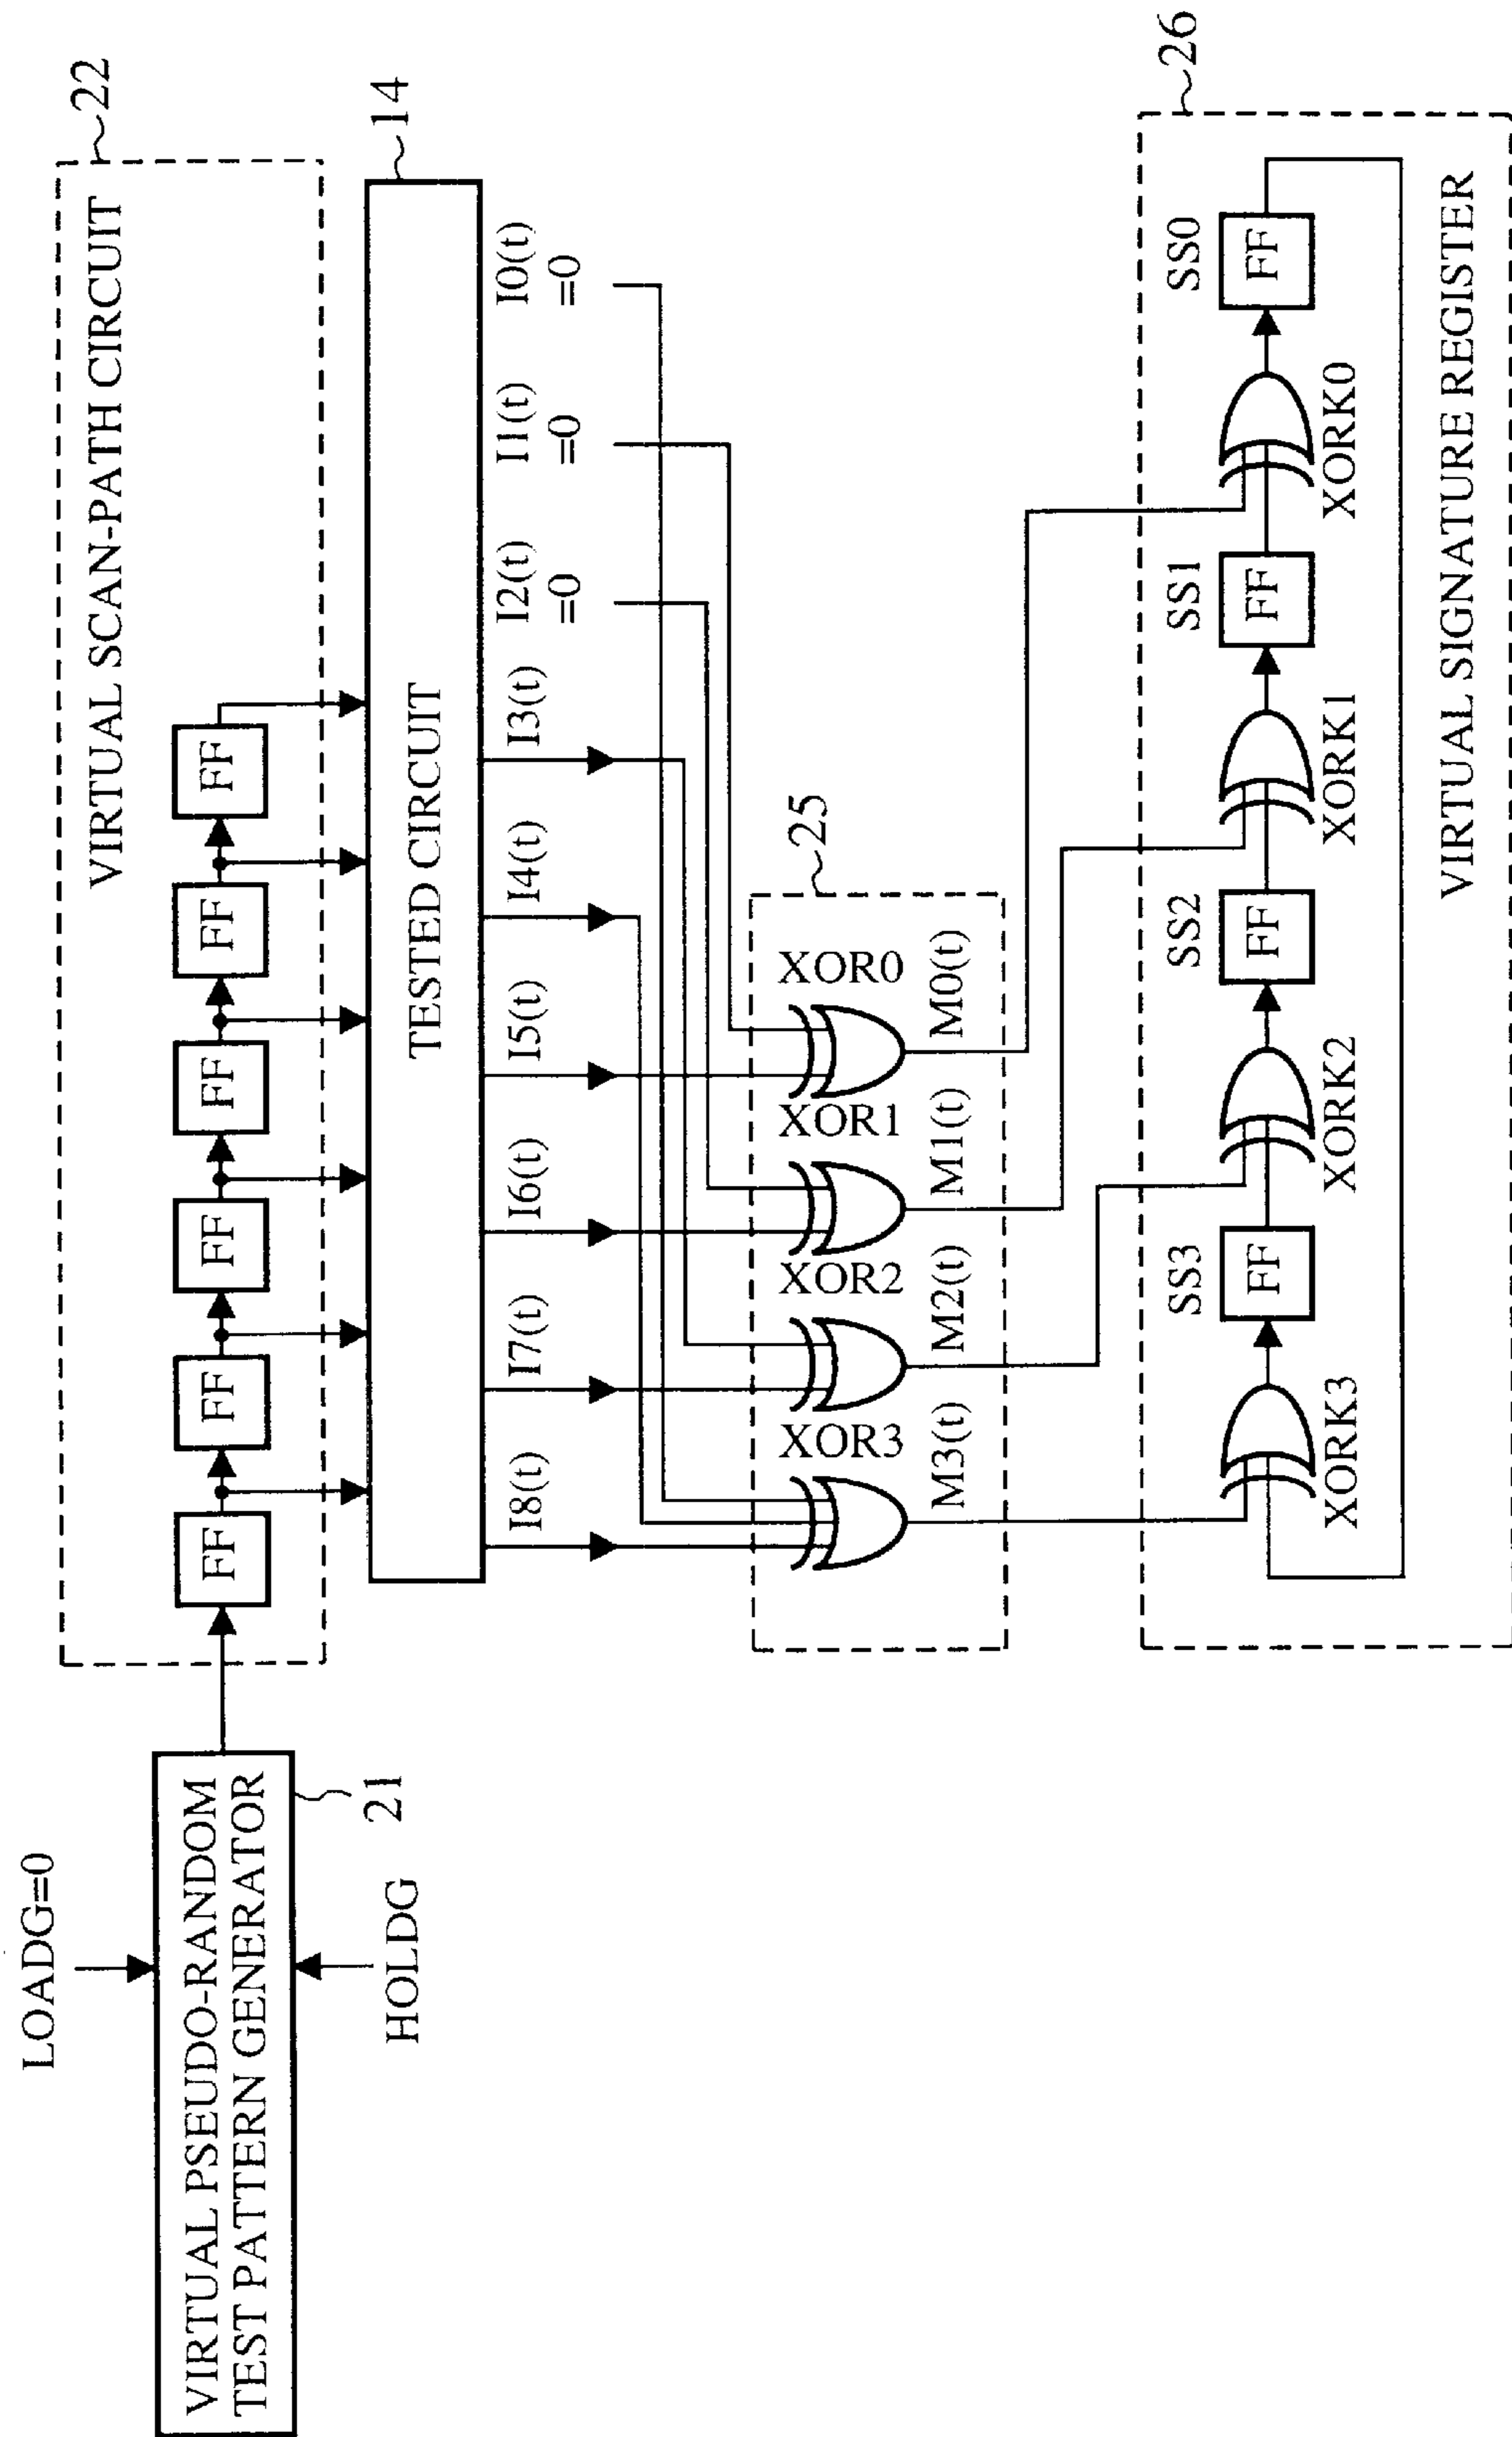 LOADG=0
VIRTUAL PSEUDO-RANDOM
TEST PATTERN GENERATOR
21
HOLDG
22
VIRTUAL SCAN-PATH CIRCUIT
FF
FF
FF
FF
FF
FF
14
TESTED CIRCUIT
I8(t)
I7(t)
I6(t)
I5(t)
I4(t)
I3(t)
I2(t)
=0
I1(t)
=0
I0(t)
=0
25
XOR3
XOR2
XOR1
XOR0
M3(t)
M2(t)
M1(t)
M0(t)
26
SS3
SS2
SS1
SS0
FF
FF
FF
FF
XORK3
XORK2
XORK1
XORK0
VIRTUAL SIGNATURE REGISTER